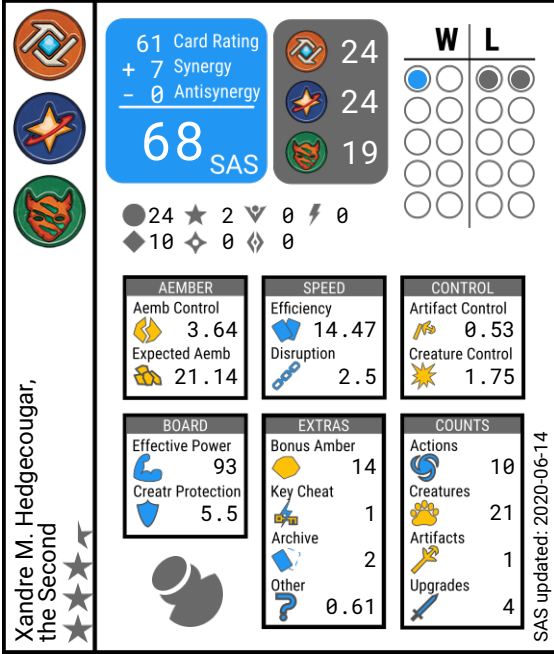 61 Card Rating
+ 7 Synergy
- 0 Antisynergy
68 SAS
24
24
19
W L
24 2 0 0
10 0 0
AEMBER
Aemb Control
3.64
Expected Aemb
21.14
SPEED
Efficiency
14.47
Disruption
2.5
CONTROL
Artifact Control
0.53
Creature Control
1.75
BOARD
Effective Power
93
Creatr Protection
5.5
EXTRAS
Bonus Amber
14
Key Cheat
1
Archive
2
Other
0.61
COUNTS
Actions
10
Creatures
21
Artifacts
1
Upgrades
4
Xandre M. Hedgecougar,
the Second
SAS updated: 2020-06-14